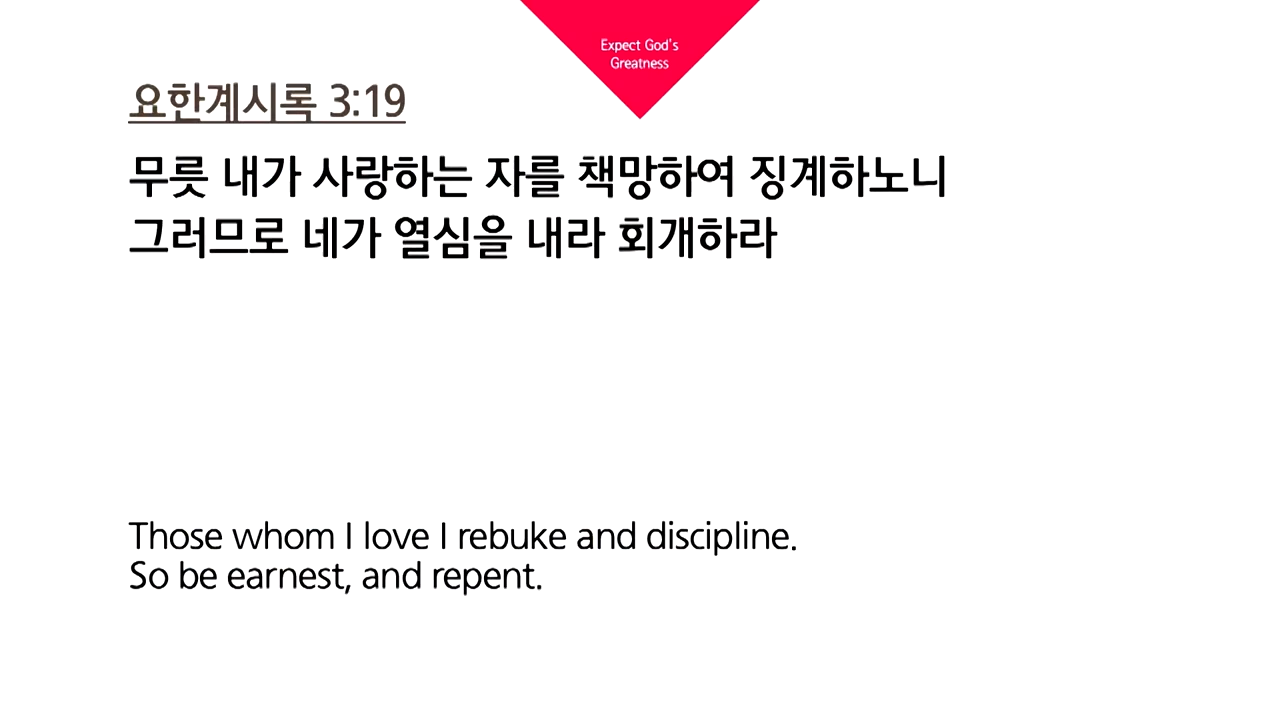 Expect God's
Greatness
요한계시록 3:19
무릇 내가 사랑하는 자를 책망하여 징계하노니
그러므로 네가 열심을 내라 회개하라
Those whom I love I rebuke and discipline.
So be earnest, and repent.